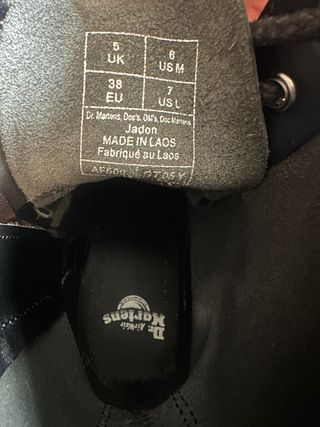 5 UK
6 US M
38 EU
7 US L
Dr. Martens, Doc's, DM's, Doc Martens
Jadon
MADE IN LAOS
Fabriqué au Laos
Dr.
AirWair
Martens